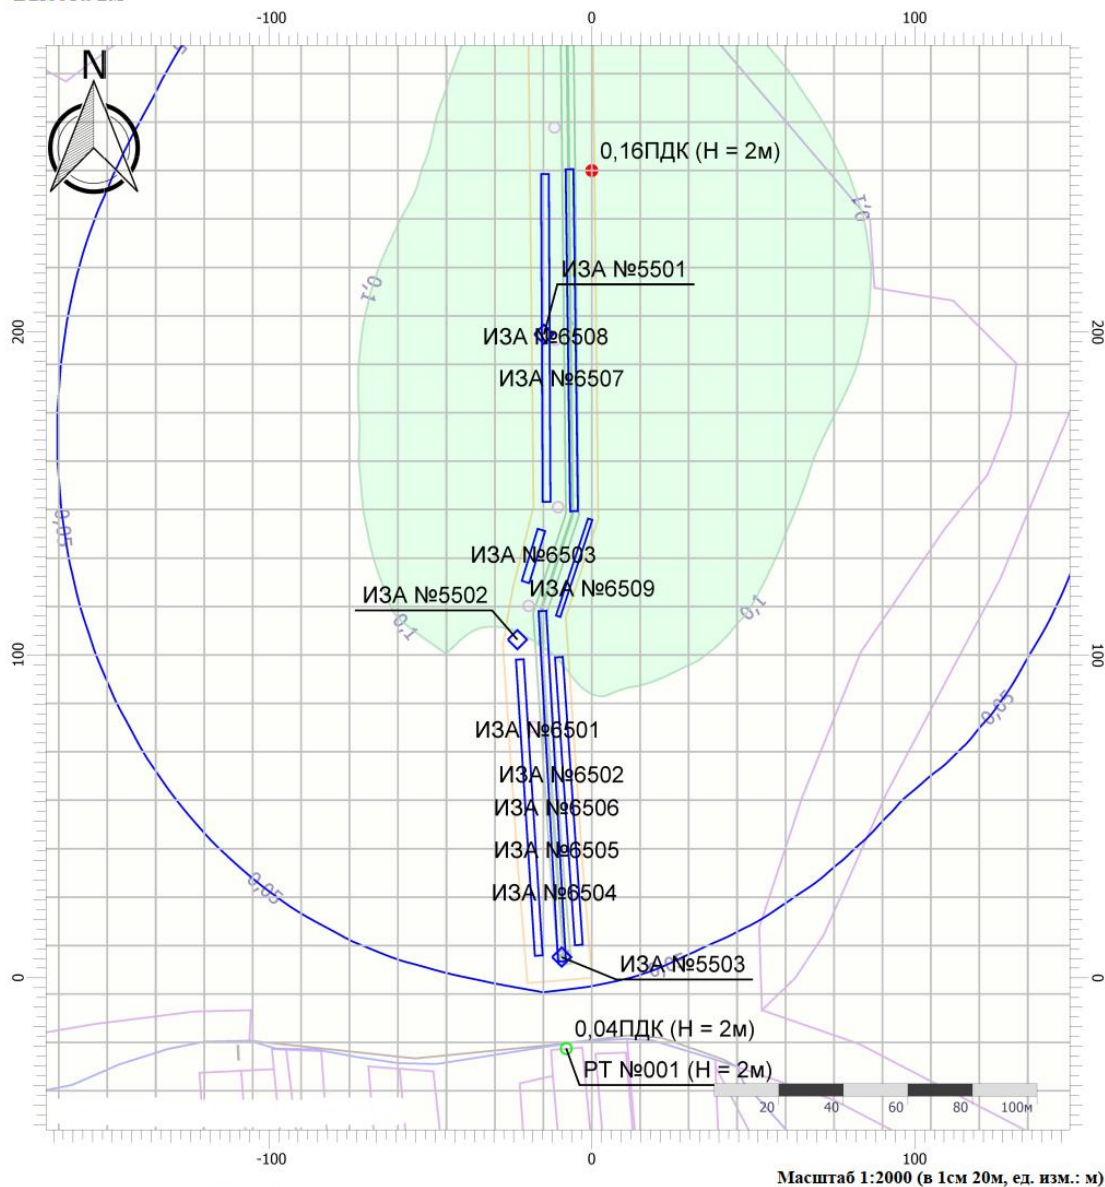 -100 0 100
N
0,16ПДК (H = 2м)
0,1
0,1
ИЗА №5501
200 200
ИЗА №6508
ИЗА №6507
0,05
ИЗА №6503
ИЗА №6509
ИЗА №5502
0,1
0,1
100 100
0,05
ИЗА №6501
ИЗА №6502
ИЗА №6506
ИЗА №6505
0,05
ИЗА №6504
ИЗА №5503
0,05
0 0
0,04ПДК (H = 2м)
РТ №001 (H = 2м)
20 40 60 80 100м
-100 0 100
Масштаб 1:2000 (в 1см 20м, ед. изм.: м)